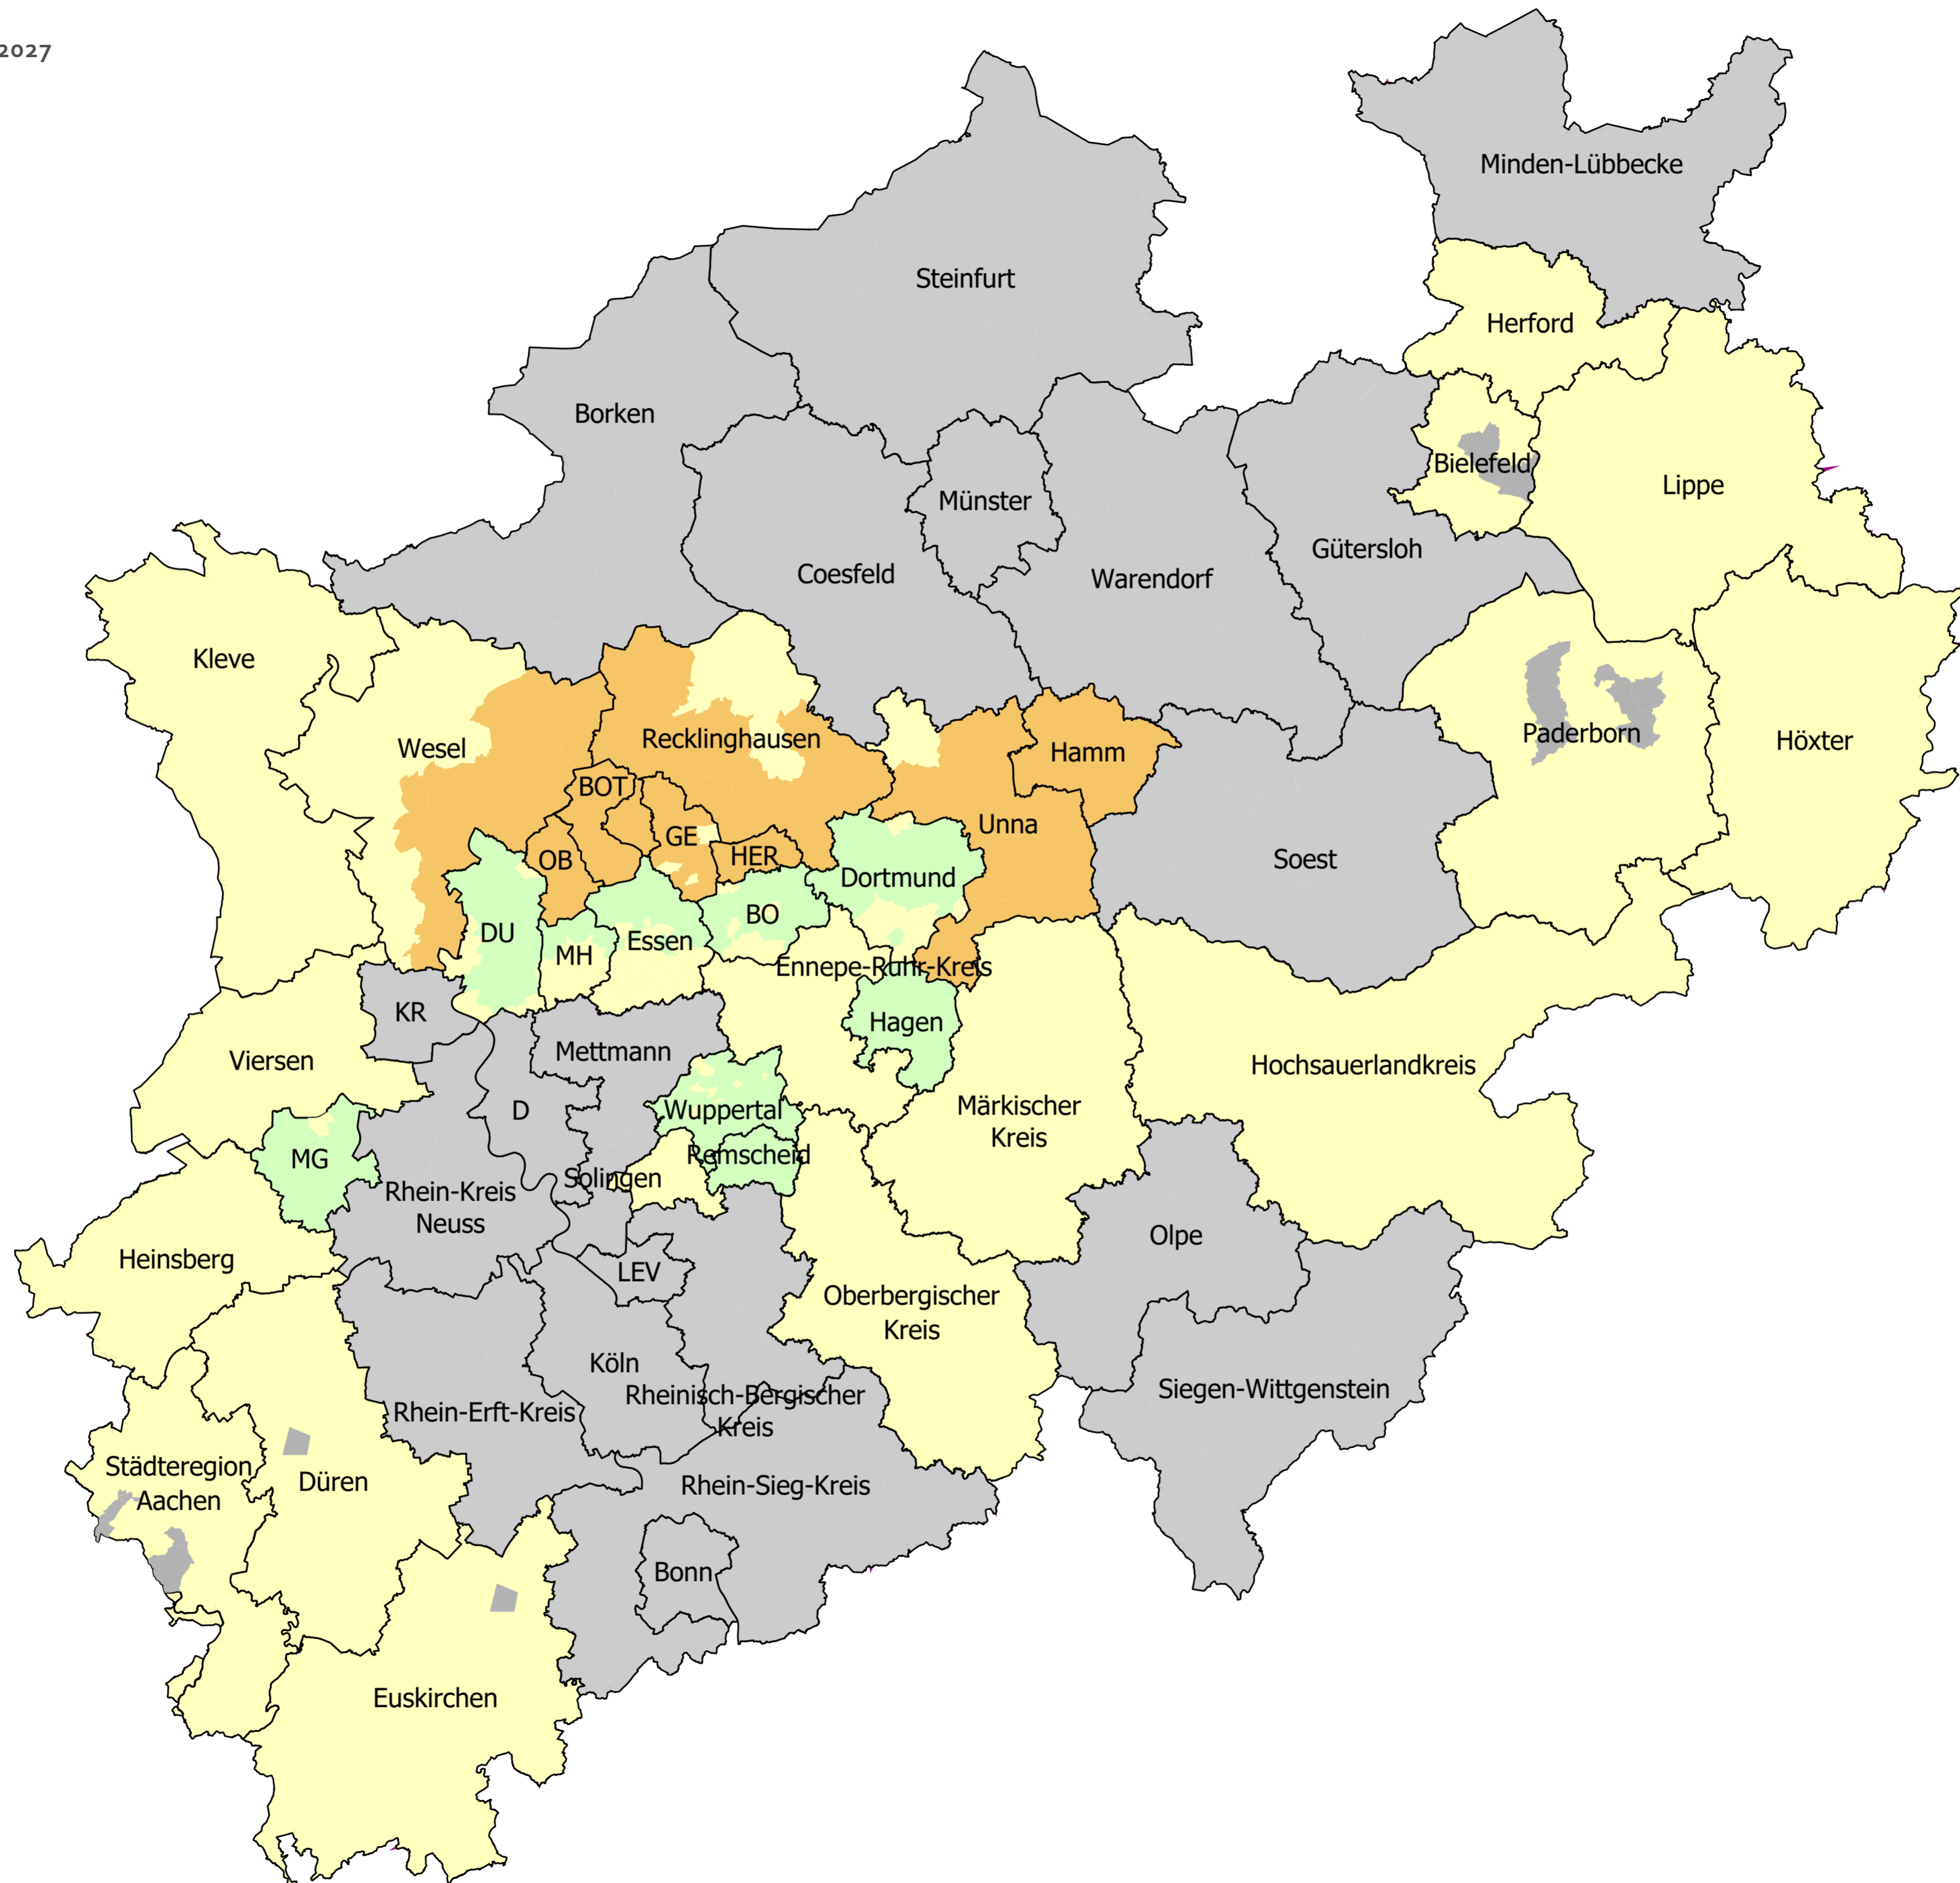 2027
Minden-Lübbecke
Steinfurt
Herford
Borken
Bielefeld
Lippe
Münster
Gütersloh
Coesfeld
Warendorf
Kleve
Paderborn
Höxter
Wesel
Recklinghausen
Hamm
BOT
Unna
GE
OB
HER
Soest
Dortmund
BO
DU
Essen
MH
Ennepe-Ruhr-Kreis
KR
Hagen
Viersen
Mettmann
Hochsauerlandkreis
D
Wuppertal
Märkischer
Kreis
MG
Remscheid
Solingen
Rhein-Kreis
Neuss
Olpe
Heinsberg
LEV
Oberbergischer
Kreis
Köln
Rheinisch-Bergischer
Kreis
Siegen-Wittgenstein
Rhein-Erft-Kreis
Städteregion
Aachen
Düren
Rhein-Sieg-Kreis
Bonn
Euskirchen